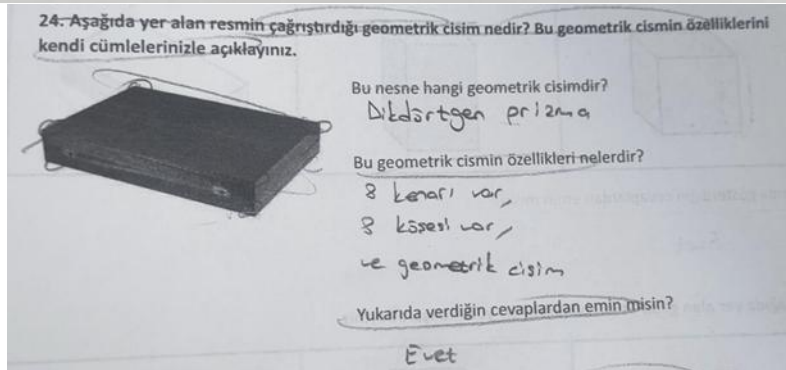 24. Aşağıda yer alan resmin çağrıştırdığı geometrik cisim nedir? Bu geometrik cismin özelliklerini
kendi cümlelerinizle açıklayınız.
Bu nesne hangi geometrik cisimdir?
Dikdörtgen prizma
Bu geometrik cismin özellikleri nelerdir?
8 kenarı var,
8 köşesi var,
ve geometrik cisim
Yukarıda verdiğin cevaplardan emin misin?
Evet